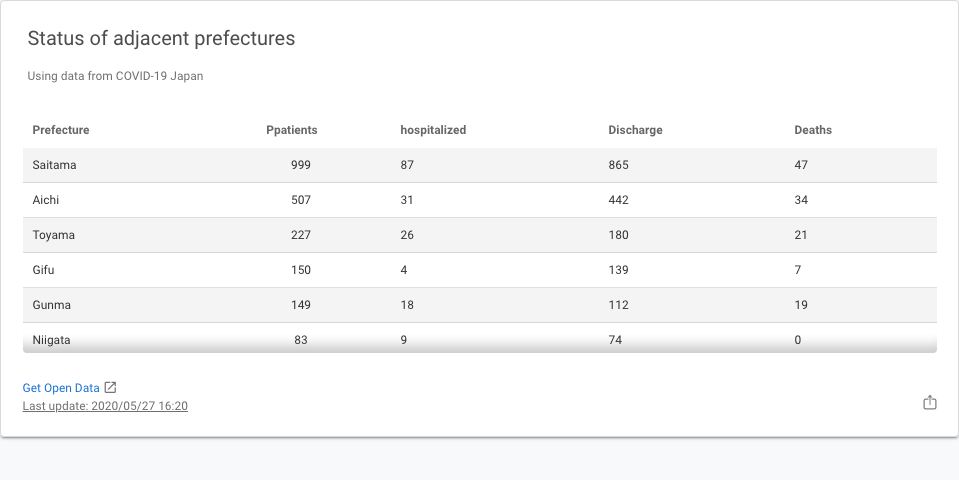 Status of adjacent prefectures
Using data from COVID-19 Japan
Prefecture Ppatients hospitalized Discharge Deaths
Saitama 999 87 865 47
Aichi 507 31 442 34
Toyama 227 26 180 21
Gifu 150 4 139 7
Gunma 149 18 112 19
Niigata 83 9 74 0
Get Open Data
Last update: 2020/05/27 16:20